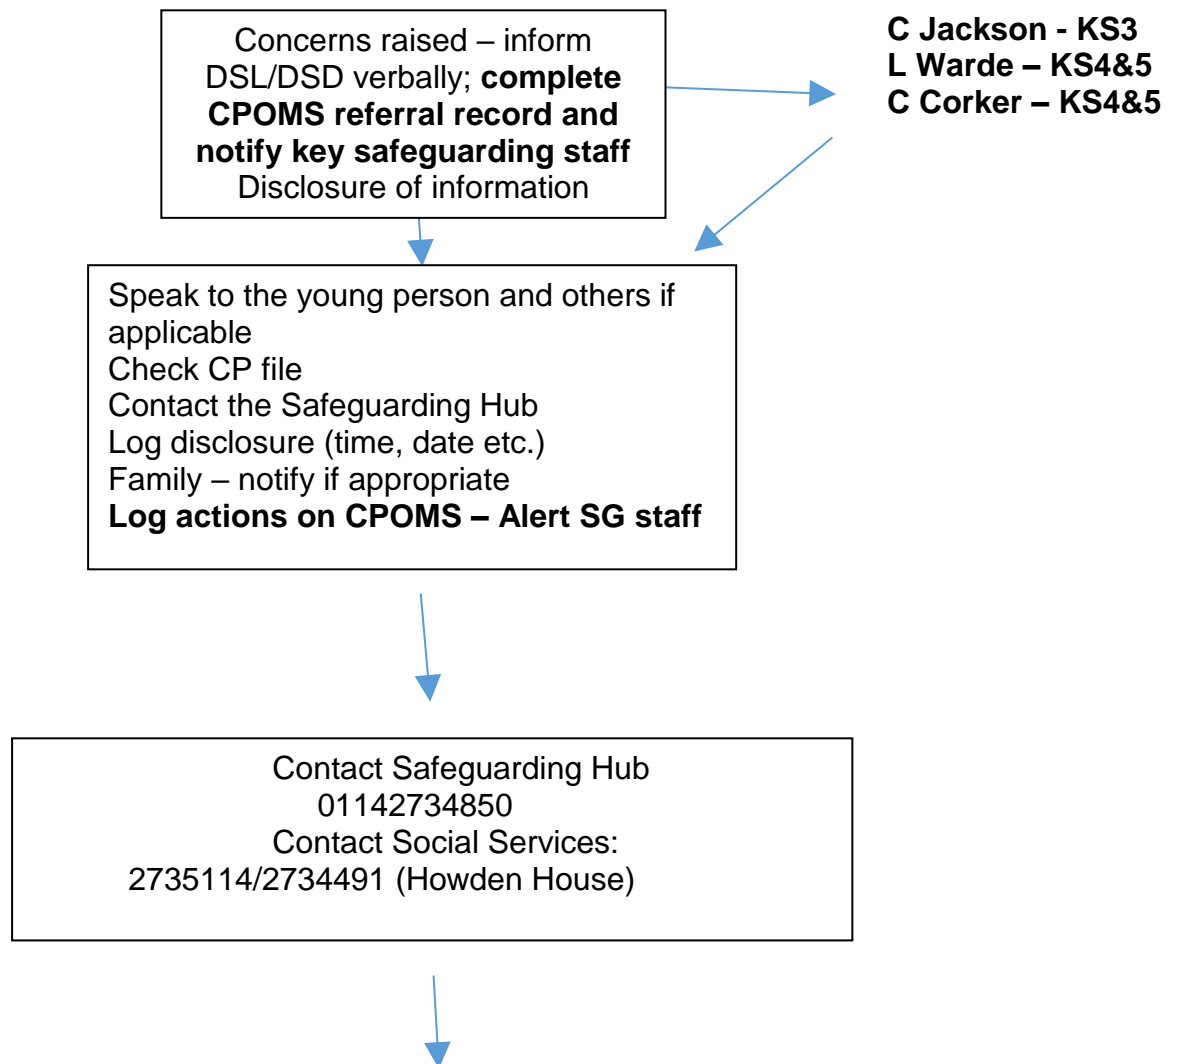 Concerns raised – inform
DSL/DSD verbally; complete
CPOMS referral record and
notify key safeguarding staff
Disclosure of information
C Jackson - KS3
L Warde – KS4&5
C Corker – KS4&5
Speak to the young person and others if
applicable
Check CP file
Contact the Safeguarding Hub
Log disclosure (time, date etc.)
Family – notify if appropriate
Log actions on CPOMS – Alert SG staff
Contact Safeguarding Hub
01142734850
Contact Social Services:
2735114/2734491 (Howden House)